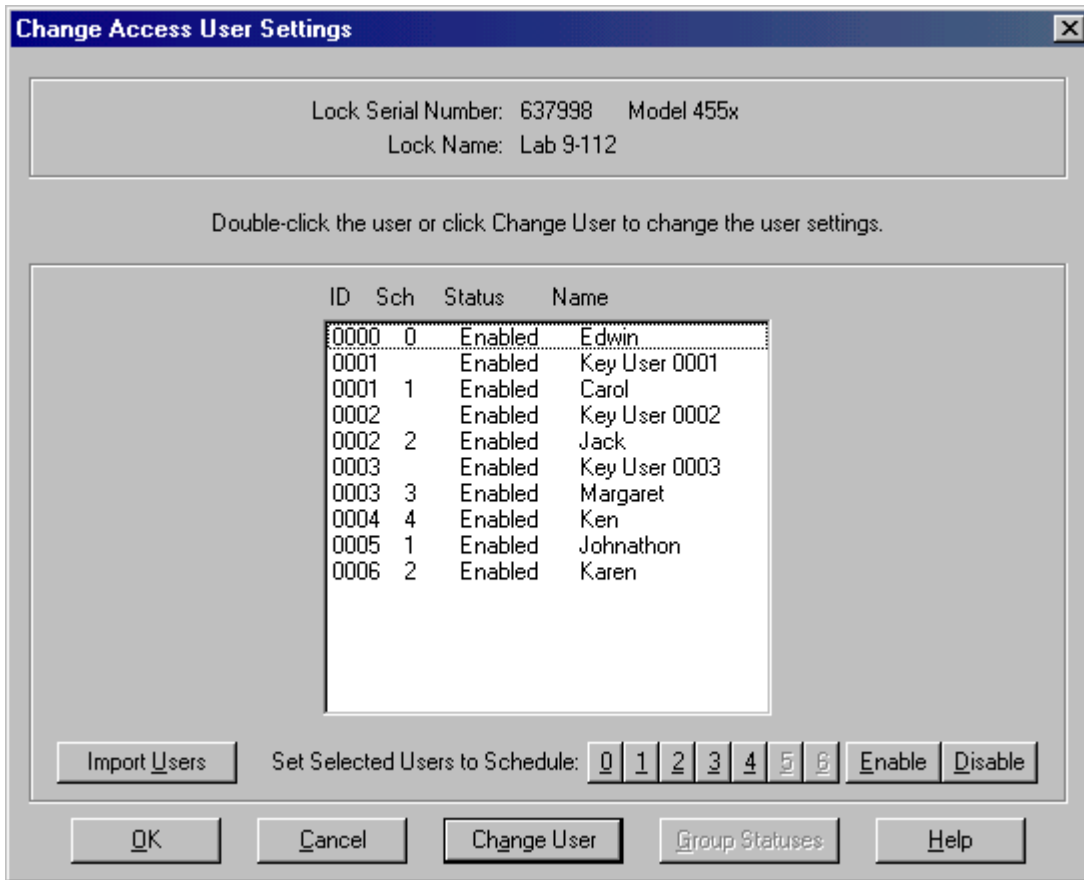 Change Access User Settings
Lock Serial Number: 637998 Model 455x
Lock Name: Lab 9-112
Double-click the user or click Change User to change the user settings.
ID Sch Status Name
0000 0 Enabled Edwin
0001 Enabled Key User 0001
0001 1 Enabled Carol
0002 Enabled Key User 0002
0002 2 Enabled Jack
0003 Enabled Key User 0003
0003 3 Enabled Margaret
0004 4 Enabled Ken
0005 1 Enabled Johnathon
0006 2 Enabled Karen
Import Users Set Selected Users to Schedule: 0 1 2 3 4 5 6 Enable Disable
OK Cancel Change User Group Statuses Help